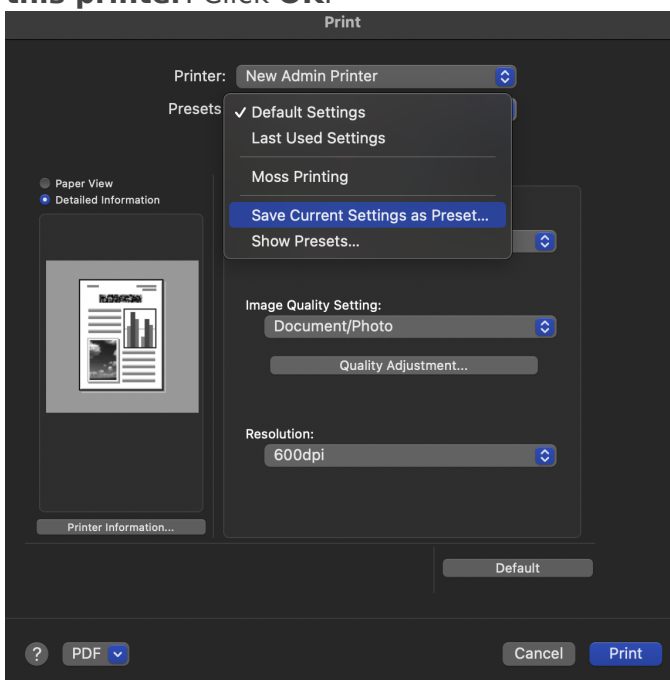 this printer. Click OK.
Print
Printer: New Admin Printer
Presets ✓ Default Settings
Last Used Settings
Moss Printing
Save Current Settings as Preset...
Show Presets...
Paper View
Detailed Information
Image Quality Setting:
Document/Photo
Quality Adjustment...
Resolution:
600dpi
Printer Information...
Default
? PDF
Cancel Print